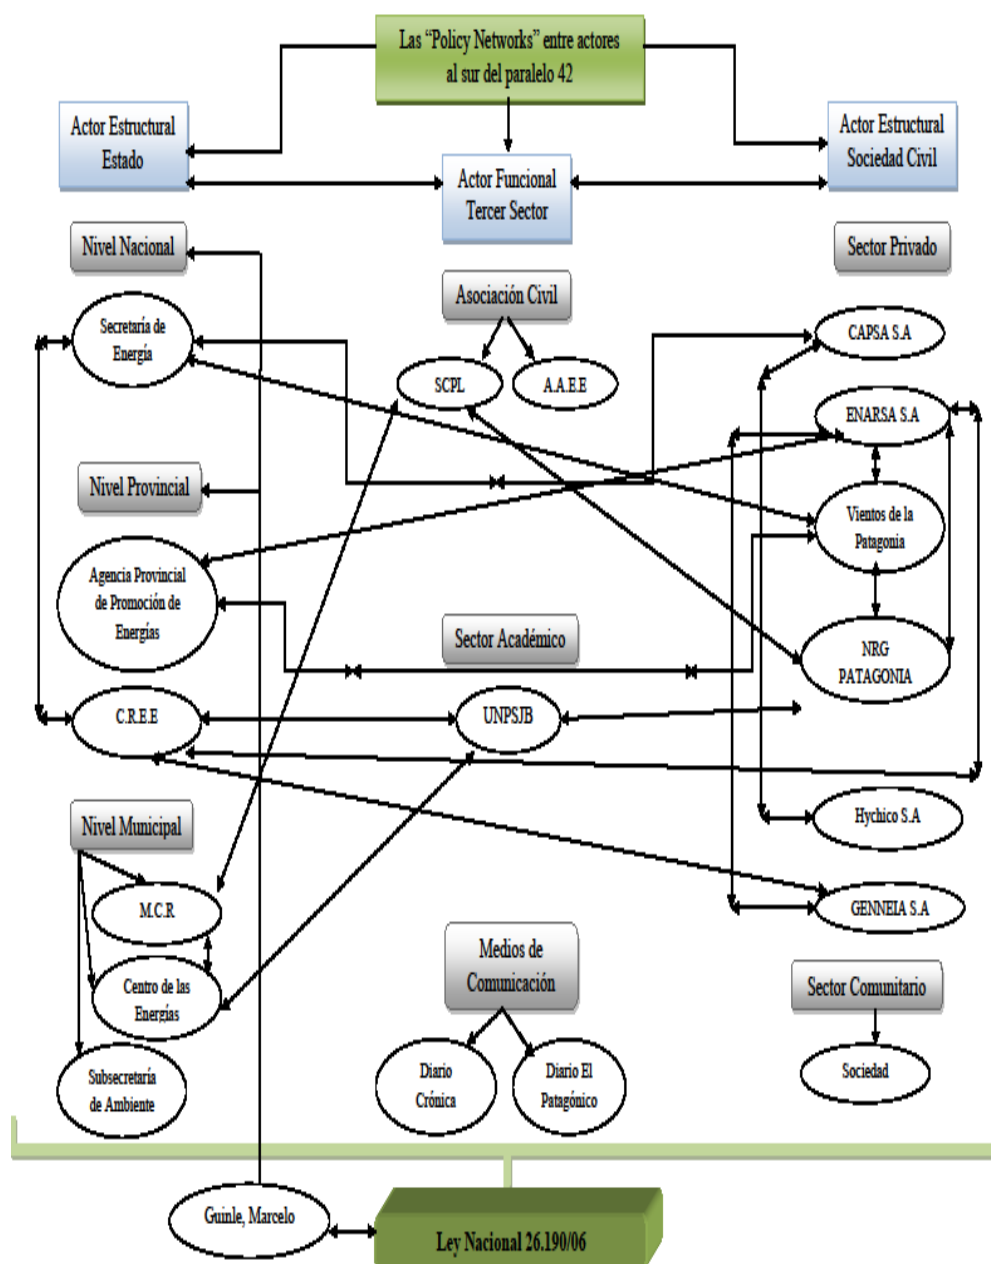 Las “Policy Networks” entre actores
al sur del paralelo 42
Actor Estructural
Estado
Actor Estructural
Sociedad Civil
Actor Funcional
Tercer Sector
Nivel Nacional
Sector Privado
Asociación Civil
Secretaría de
Energía
CAPSA S.A
SCPL
A.A.E.E
ENARSA S.A
Nivel Provincial
Vientos de la
Patagonia
Agencia Provincial
de Promoción de
Energías
Sector Académico
NRG
PATAGONIA
C.R.E.E
UNPSJB
Nivel Municipal
Hychico S.A
M.C.R
GENNEIA S.A
Medios de
Comunicación
Centro de las
Energías
Sector Comunitario
Subsecretaría
de Ambiente
Diario
Crónica
Diario El
Patagónico
Sociedad
Guinle, Marcelo
Ley Nacional 26.190/06